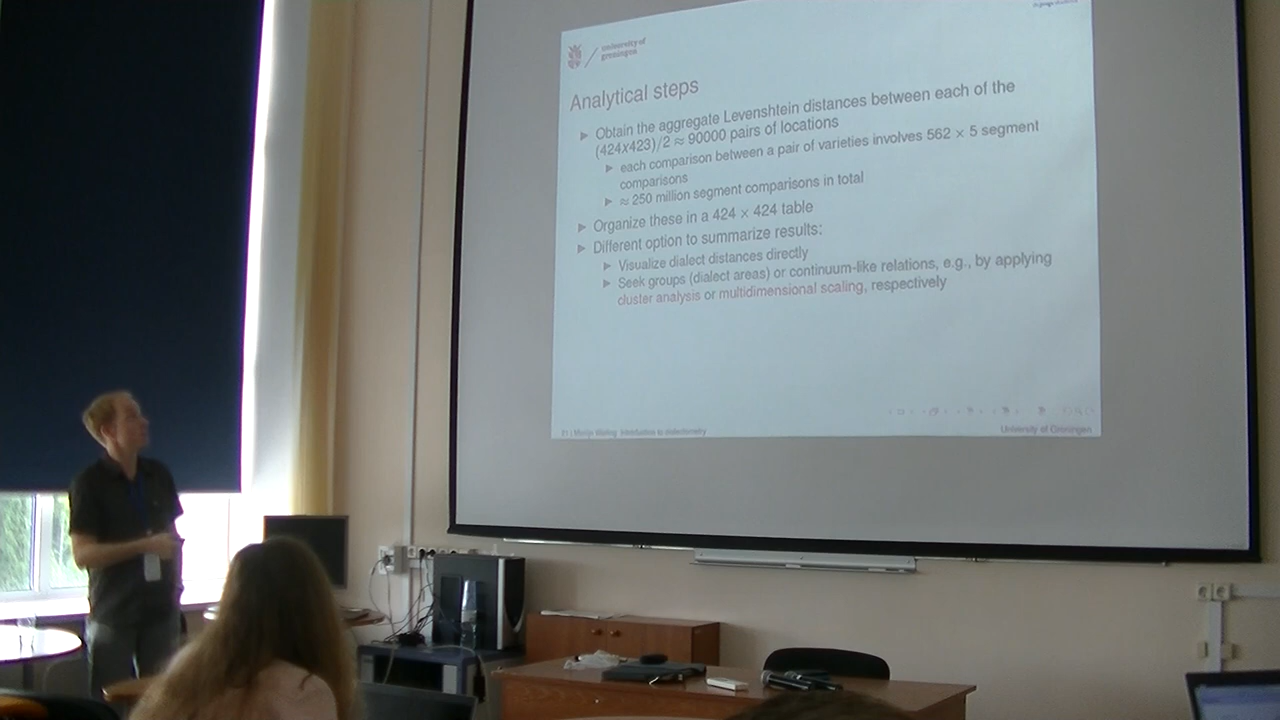 university of
groningen
Analytical steps
Obtain the aggregate Levenshtein distances between each of the
(424x423)/2 ≈ 90000 pairs of locations
each comparison between a pair of varieties involves 562 × 5 segment
comparisons
≈ 250 million segment comparisons in total
Organize these in a 424 × 424 table
Different option to summarize results:
Visualize dialect distances directly
Seek groups (dialect areas) or continuum-like relations, e.g., by applying
cluster analysis or multidimensional scaling, respectively
Introduction to dialectometry
University of Groningen